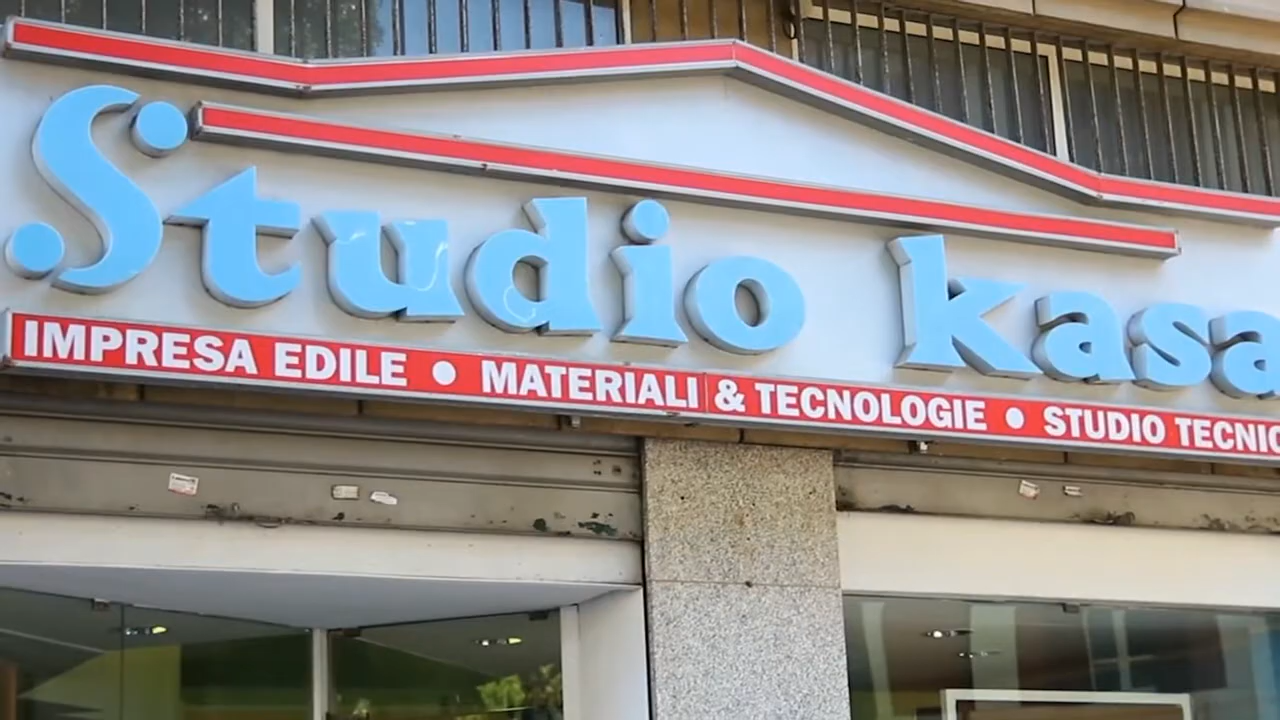 Studio kasa
IMPRESA EDILE • MATERIALI & TECNOLOGIE • STUDIO TECNIC